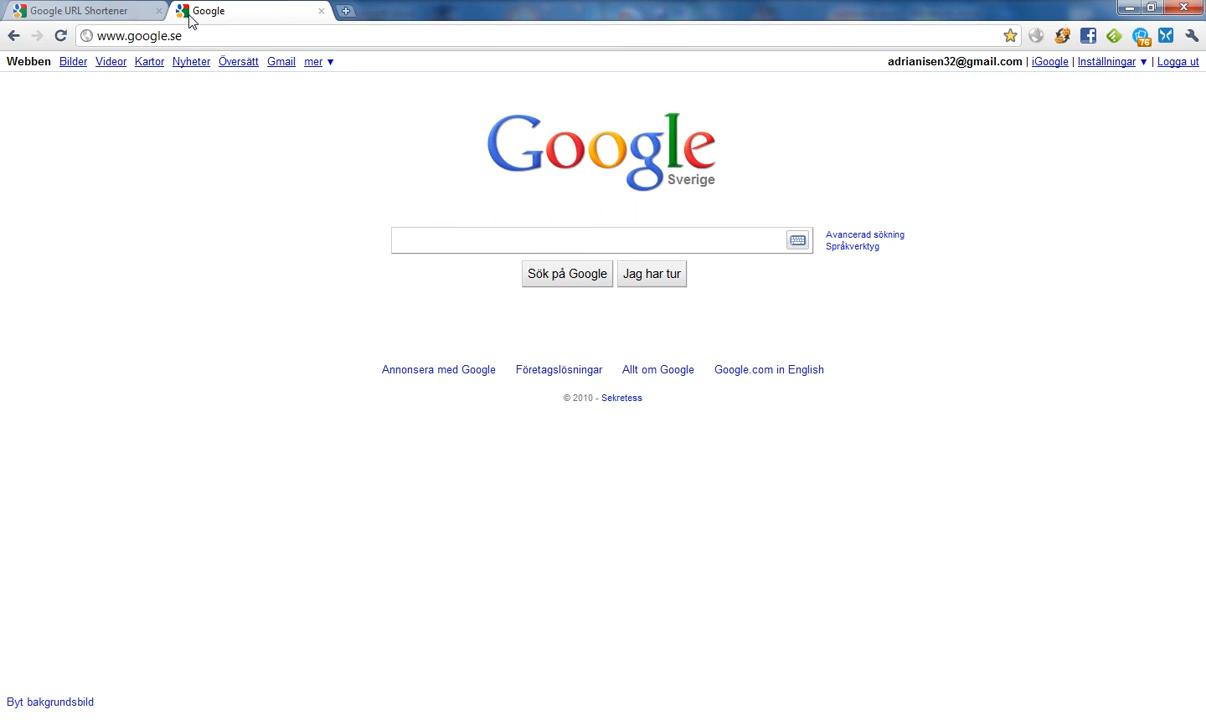 Google URL Shortener
Google
www.google.se
76
Webben Bilder Videor Kartor Nyheter Översätt Gmail mer ▼
adrianisen32@gmail.com | iGoogle | Inställningar ▼ | Logga ut
Google
Sverige
Avancerad sökning
Språkverktyg
Sök på Google Jag har tur
Annonsera med Google Företagslösningar Allt om Google Google.com in English
© 2010 - Sekretess
Byt bakgrundsbild